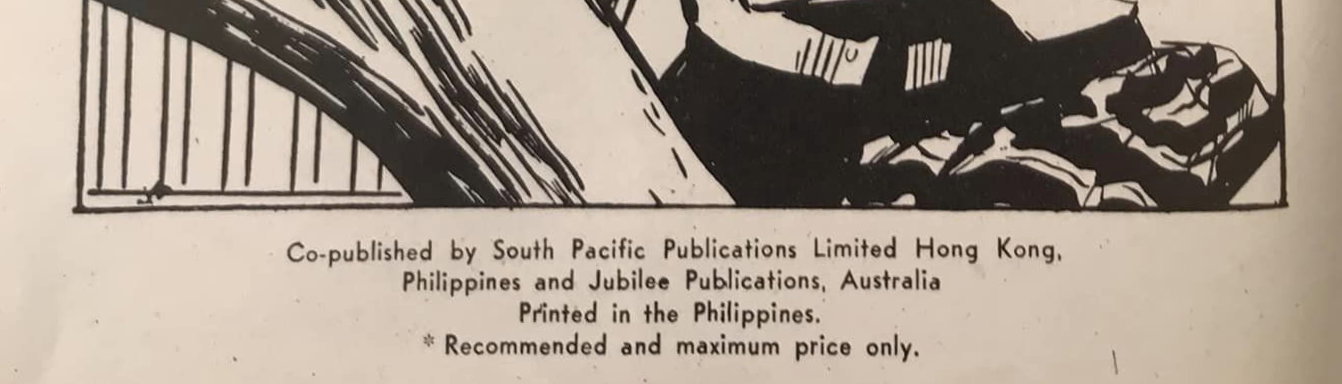 Co-published by South Pacific Publications Limited Hong Kong,
Philippines and Jubilee Publications, Australia
Printed in the Philippines.
* Recommended and maximum price only.